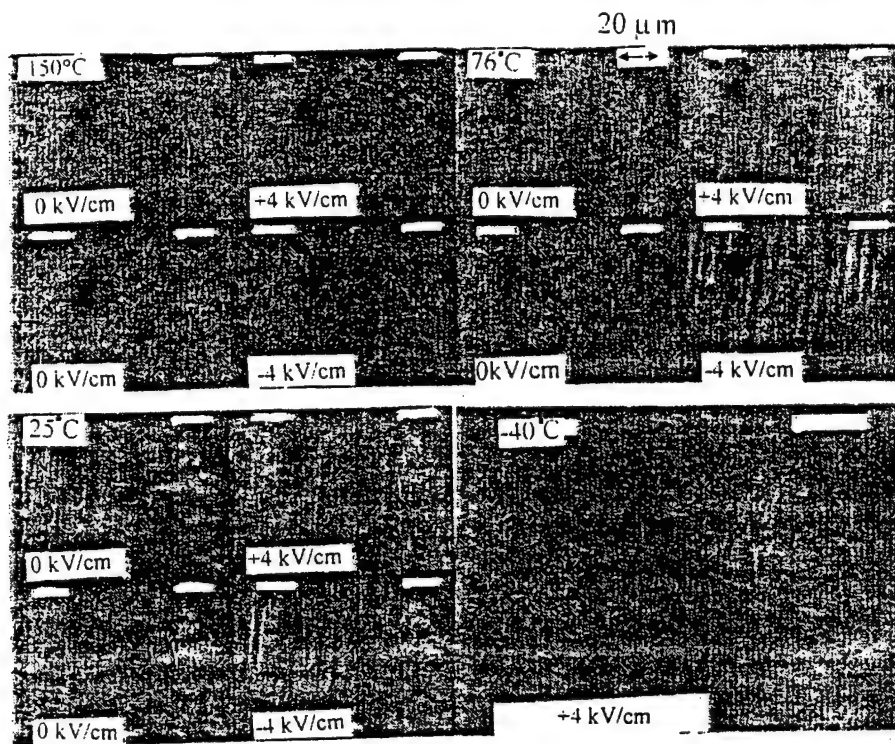 20 μm
150°C
76°C
0 kV/cm
+4 kV/cm
0 kV/cm
+4 kV/cm
0 kV/cm
-4 kV/cm
0kV/cm
-4 kV/cm
25°C
-40°C
0 kV/cm
+4 kV/cm
0 kV/cm
-4 kV/cm
+4 kV/cm